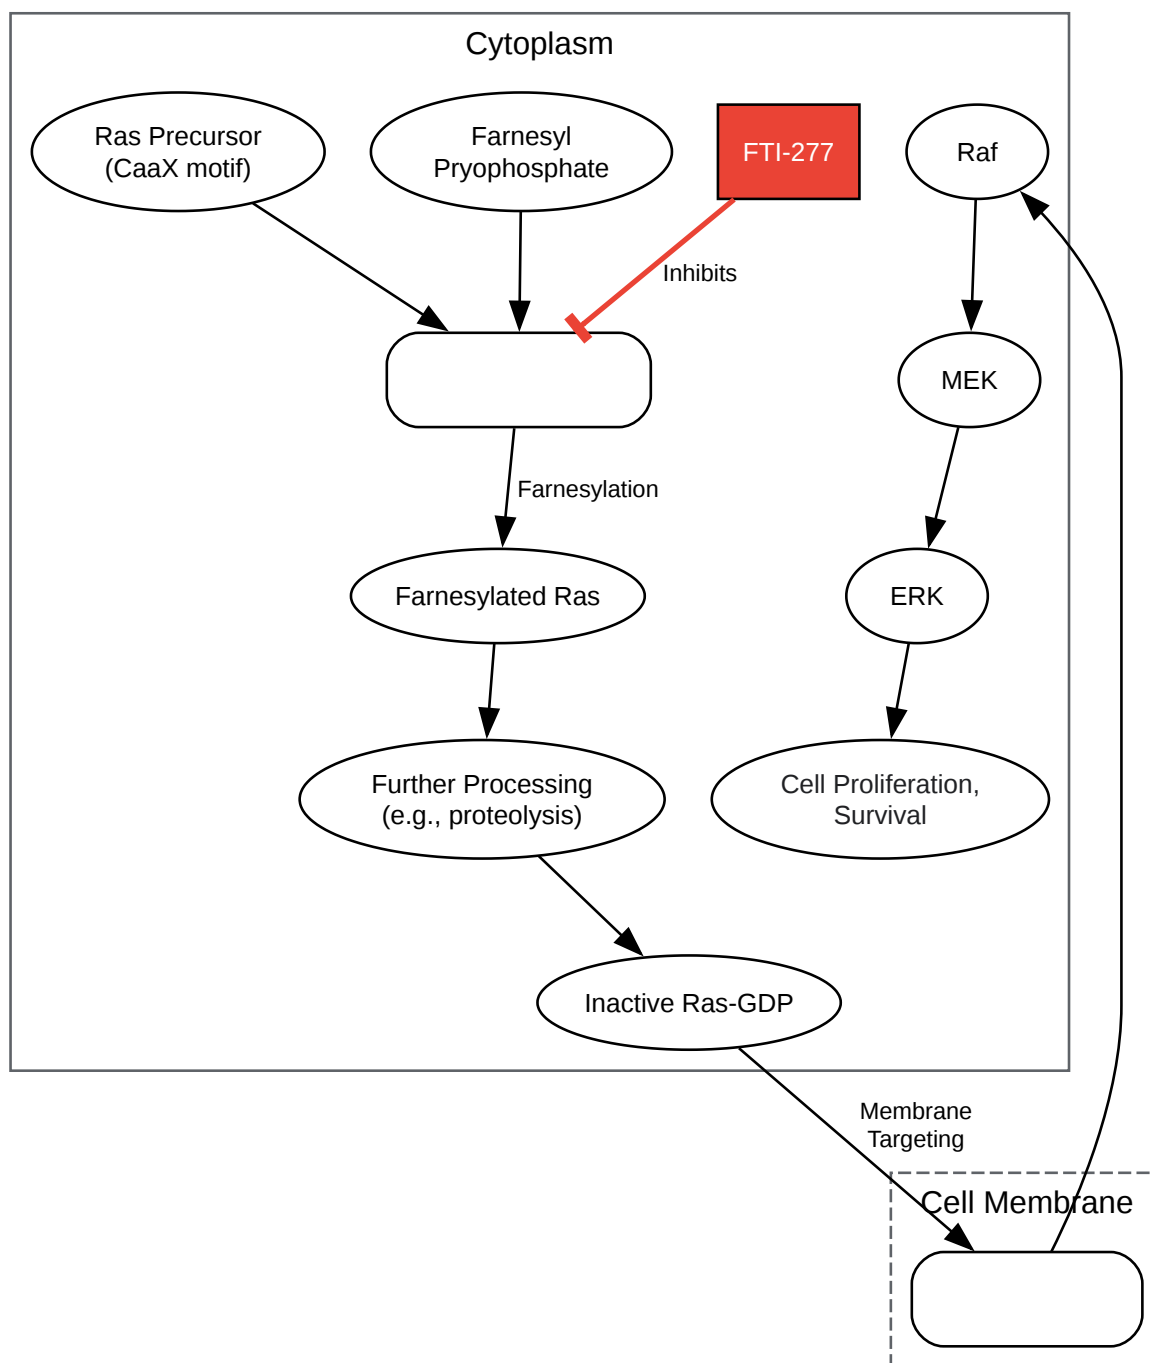 Cytoplasm
Ras Precursor
(CaaX motif)
Farnesyl
Pryophosphate
FTI-277
Raf
Inhibits
MEK
Farnesylation
Farnesylated Ras
ERK
Further Processing
(e.g., proteolysis)
Cell Proliferation,
Survival
Inactive Ras-GDP
Membrane
Targeting
Cell Membrane